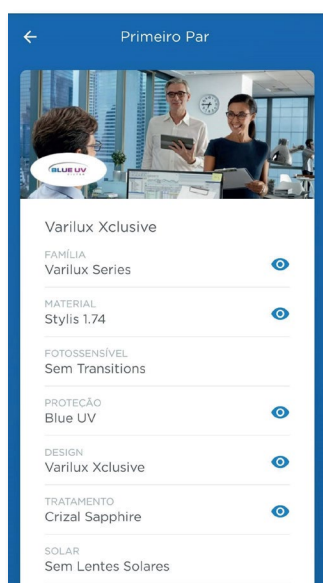 Primeiro Par
BLUE UV
Varilux Xclusive
FAMÍLIA
Varilux Series
MATERIAL
Stylis 1.74
FOTOSSENSÍVEL
Sem Transitions
PROTEÇÃO
Blue UV
DESIGN
Varilux Xclusive
TRATAMENTO
Crizal Sapphire
SOLAR
Sem Lentes Solares